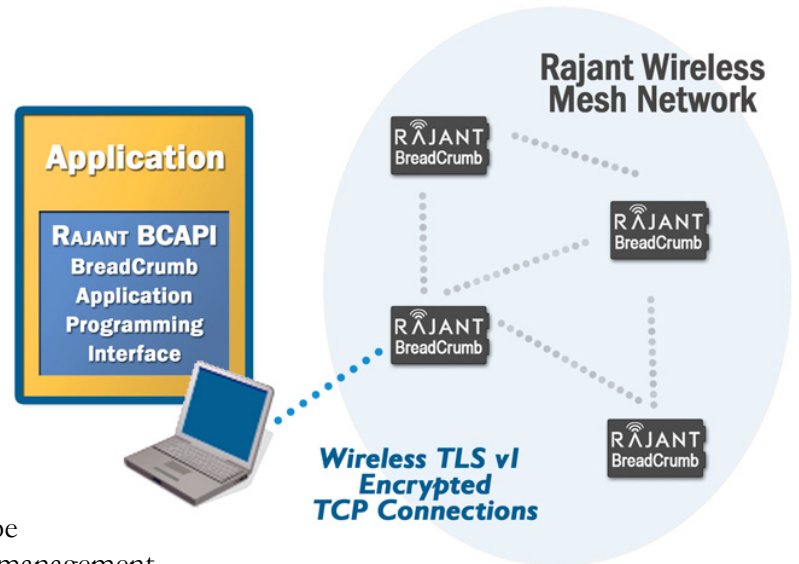 Rajant Wireless
Mesh Network
Application
RAJANT BCAPI
BreadCrumb
Application
Programming
Interface
RAJANT
BreadCrumb
RAJANT
BreadCrumb
RAJANT
BreadCrumb
RAJANT
BreadCrumb
Wireless TLS v1
Encrypted
TCP Connections